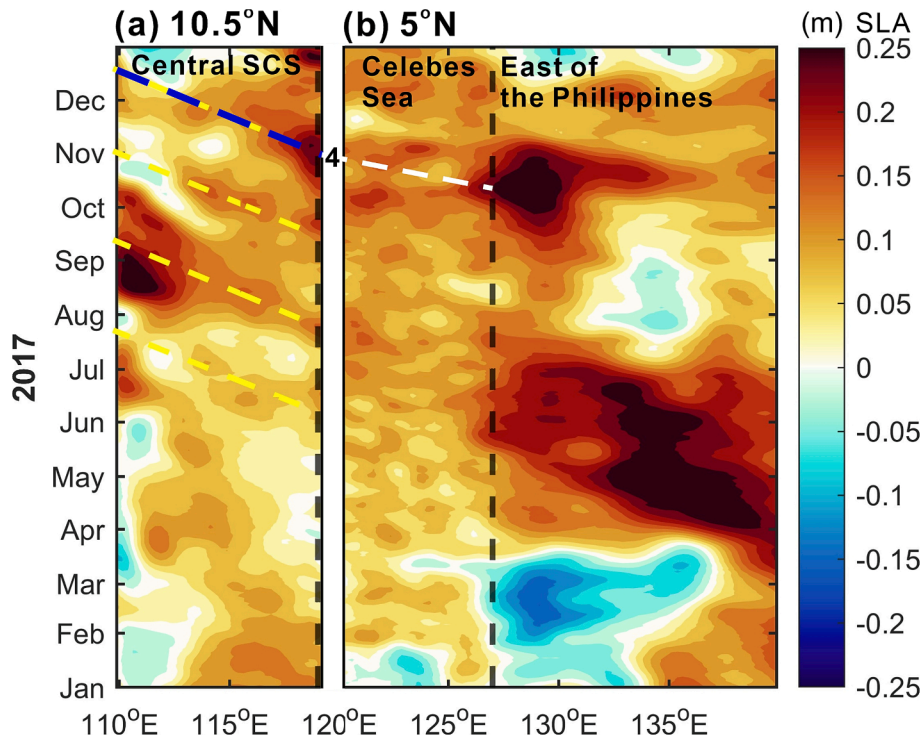 (a) 10.5°N
(b) 5°N
(m) SLA
Central SCS
Celebes
Sea
East of
the Philippines
4
2017
Dec
Nov
Oct
Sep
Aug
Jul
Jun
May
Apr
Mar
Feb
Jan
110°E
115°E
120°E
125°E
130°E
135°E
0.25
0.2
0.15
0.1
0.05
0
-0.05
-0.1
-0.15
-0.2
-0.25